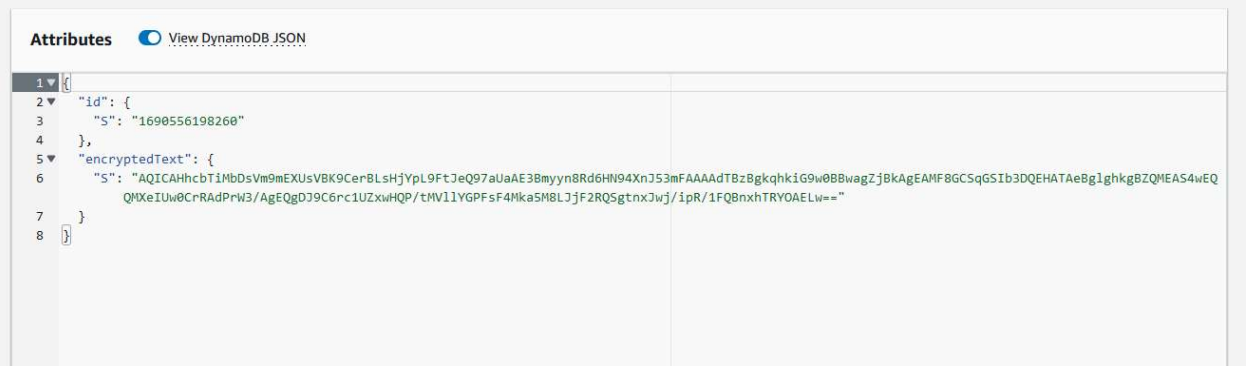 Attributes View DynamoDB JSON
1 {
2 "id": {
3 "S": "1690556198260"
4 },
5 "encryptedText": {
6 "S": "AQICAHhcbTiMbDsVm9mEXUsVBK9CerBLsHjYpL9FtJeQ97aUaAE3Bmyyn8Rd6HN94XnJ53mFAAAAdTBzBgkqhkiG9w0BBwagZjBkAgEAMF8GCSqGSIb3DQEHATAeBglghkgBZQMEAS4wEQ
QMXeIUw0CrRAdPrW3/AgEQgDJ9C6rc1UZxwHQP/tMVllYGPFsF4Mka5M8LJjF2RQSgtnxJwj/ipR/1FQBnxhTRYOAELw=="
7 }
8 }